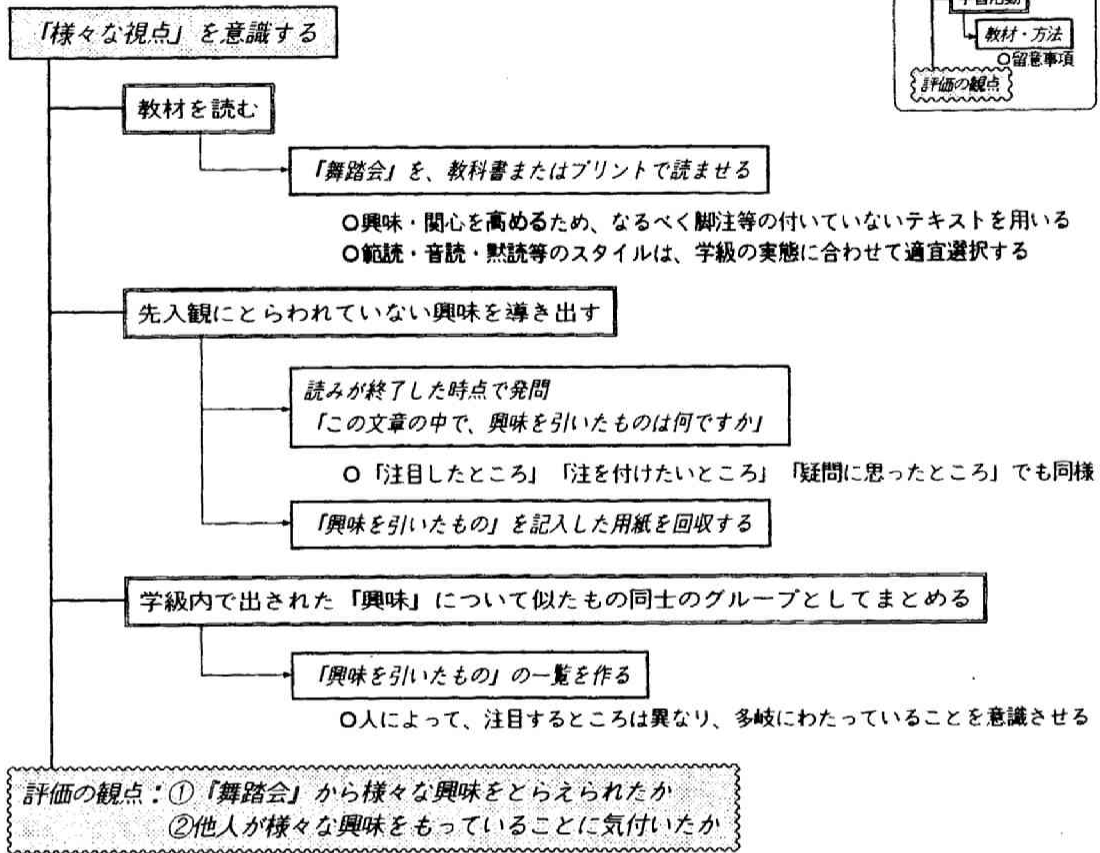 「様々な視点」を意識する
学習活動
教材・方法
○留意事項
評価の観点
教材を読む
『舞踏会』を、教科書またはプリントで読ませる
○興味・関心を高めるため、なるべく脚注等の付いていないテキストを用いる
○範読・音読・黙読等のスタイルは、学級の実態に合わせて適宜選択する
先入観にとらわれていない興味を導き出す
読みが終了した時点で発問
「この文章の中で、興味を引いたものは何ですか」
○「注目したところ」「注を付けたいところ」「疑問に思ったところ」でも同様
「興味を引いたもの」を記入した用紙を回収する
学級内で出された「興味」について似たもの同士のグループとしてまとめる
「興味を引いたもの」の一覧を作る
○人によって、注目するところは異なり、多岐にわたっていることを意識させる
評価の観点：①『舞踏会』から様々な興味をとらえられたか
②他人が様々な興味をもっていることに気付いたか